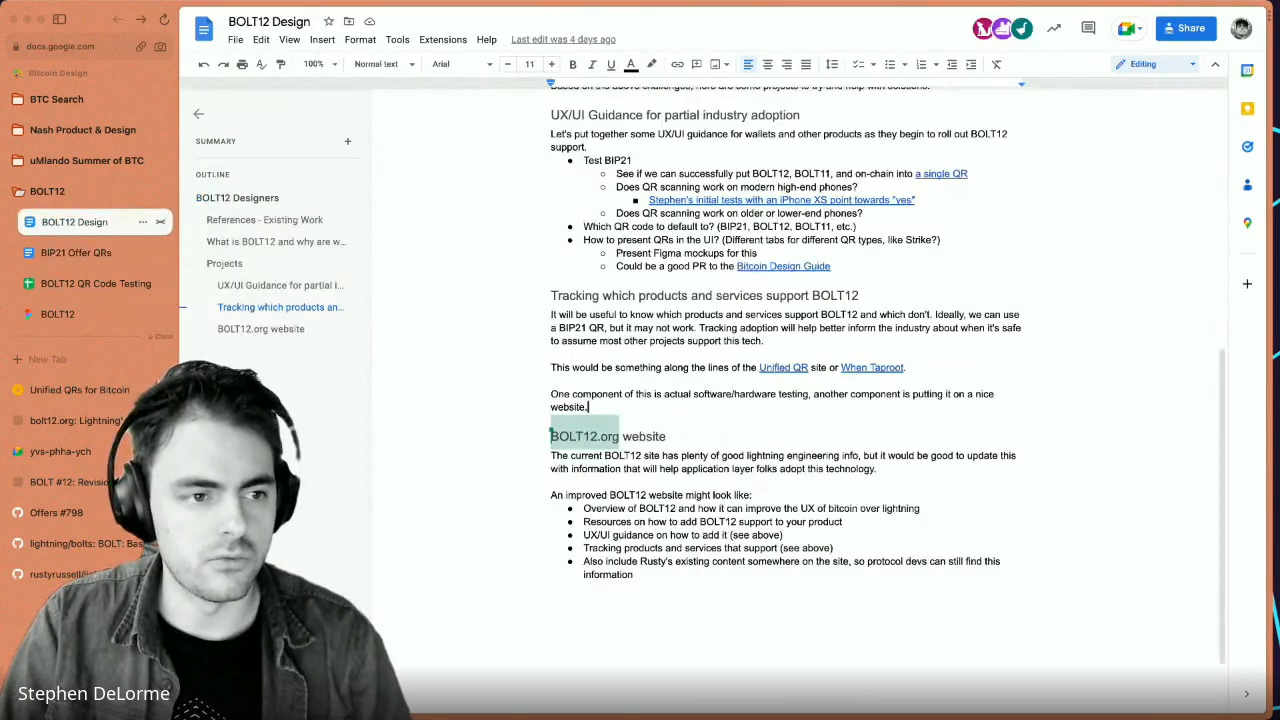 BOLT12 Design
File Edit View Insert Format Tools Extensions Help Last edit was 4 days ago
Share
docs.google.com
100% Normal text Arial 11 Editing
Bitcoin Design
BTC Search
Nash Product & Design
uMlando Summer of BTC
BOLT12
BOLT12 Design
BIP21 Offer QRs
BOLT12 QR Code Testing
BOLT12
Clear
New Tab
Unified QRs for Bitcoin
bolt12.org: Lightning'
yvs-phha-ych
BOLT #12: Revisi
Offers #798
lightning/bolts: BOLT: Bas
rustyrussell/li
SUMMARY
OUTLINE
BOLT12 Designers
References - Existing Work
What is BOLT12 and why are w...
Projects
UX/UI Guidance for partial i...
Tracking which products an...
BOLT12.org website
Based on the above challenges, here are some projects to try and help with solutions.
UX/UI Guidance for partial industry adoption
Let's put together some UX/UI guidance for wallets and other products as they begin to roll out BOLT12
support.
● Test BIP21
○ See if we can successfully put BOLT12, BOLT11, and on-chain into a single QR
○ Does QR scanning work on modern high-end phones?
■ Stephen's initial tests with an iPhone XS point towards "yes"
○ Does QR scanning work on older or lower-end phones?
● Which QR code to default to? (BIP21, BOLT12, BOLT11, etc.)
● How to present QRs in the UI? (Different tabs for different QR types, like Strike?)
○ Present Figma mockups for this
○ Could be a good PR to the Bitcoin Design Guide
Tracking which products and services support BOLT12
It will be useful to know which products and services support BOLT12 and which don't. Ideally, we can use
a BIP21 QR, but it may not work. Tracking adoption will help better inform the industry about when it's safe
to assume most other projects support this tech.
This would be something along the lines of the Unified QR site or When Taproot.
One component of this is actual software/hardware testing, another component is putting it on a nice
website.
BOLT12.org website
The current BOLT12 site has plenty of good lightning engineering info, but it would be good to update this
with information that will help application layer folks adopt this technology.
An improved BOLT12 website might look like:
● Overview of BOLT12 and how it can improve the UX of bitcoin over lightning
● Resources on how to add BOLT12 support to your product
● UX/UI guidance on how to add it (see above)
● Tracking products and services that support (see above)
● Also include Rusty's existing content somewhere on the site, so protocol devs can still find this
information
Stephen DeLorme